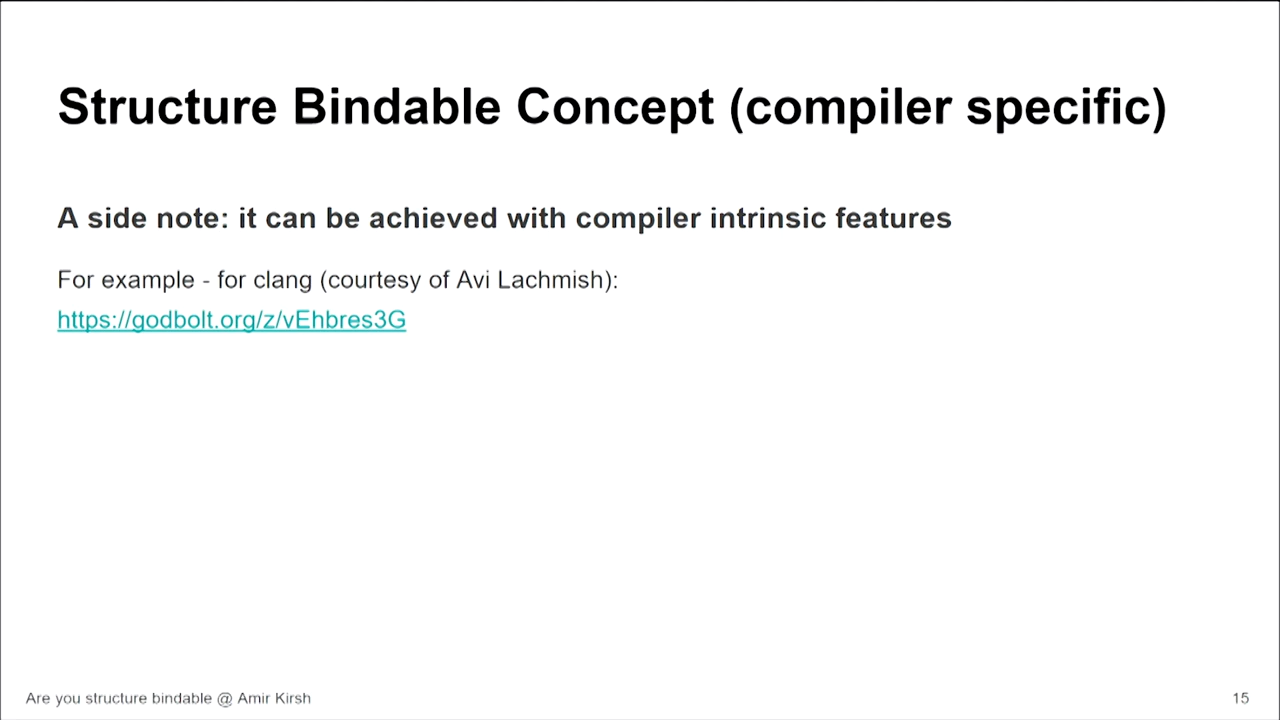 Structure Bindable Concept (compiler specific)
A side note: it can be achieved with compiler intrinsic features
For example - for clang (courtesy of Avi Lachmish):
https://godbolt.org/z/vEhbres3G
Are you structure bindable @ Amir Kirsh
15